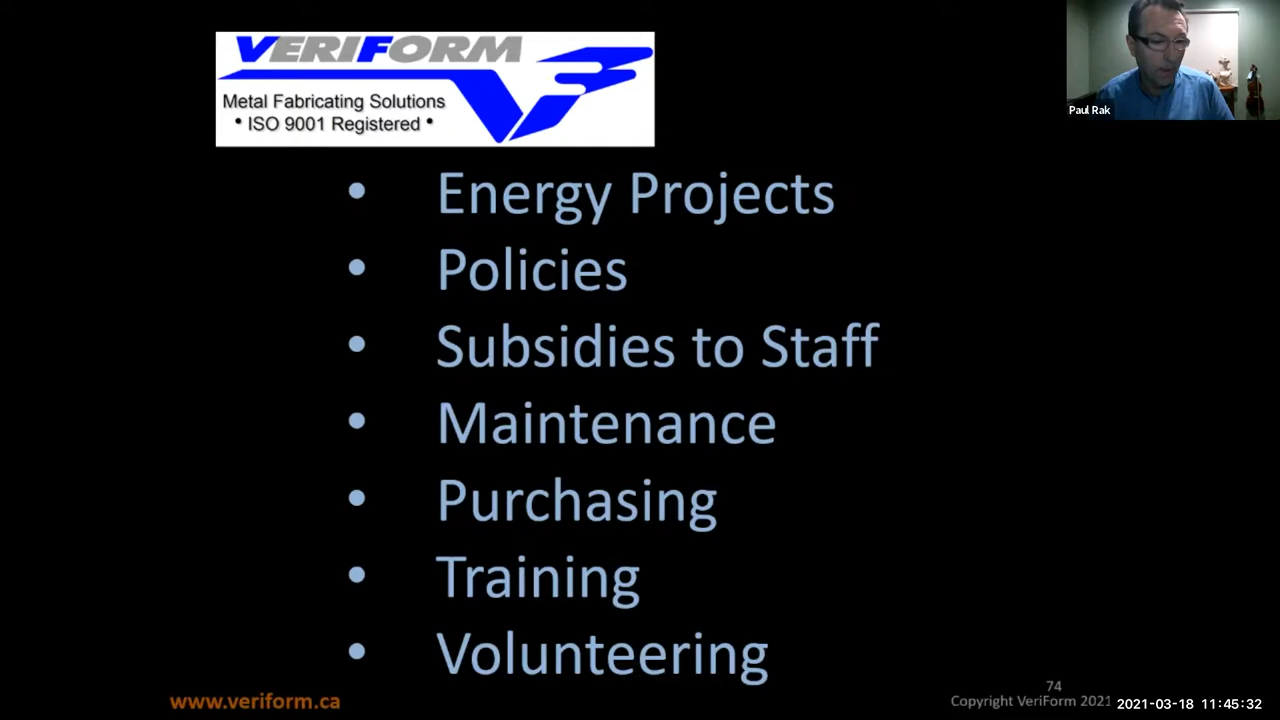 VERIFORM
Metal Fabricating Solutions
• ISO 9001 Registered •
Paul Rak
• Energy Projects
• Policies
• Subsidies to Staff
• Maintenance
• Purchasing
• Training
• Volunteering
www.veriform.ca
74
Copyright VeriForm 2021
2021-03-18 11:45:32